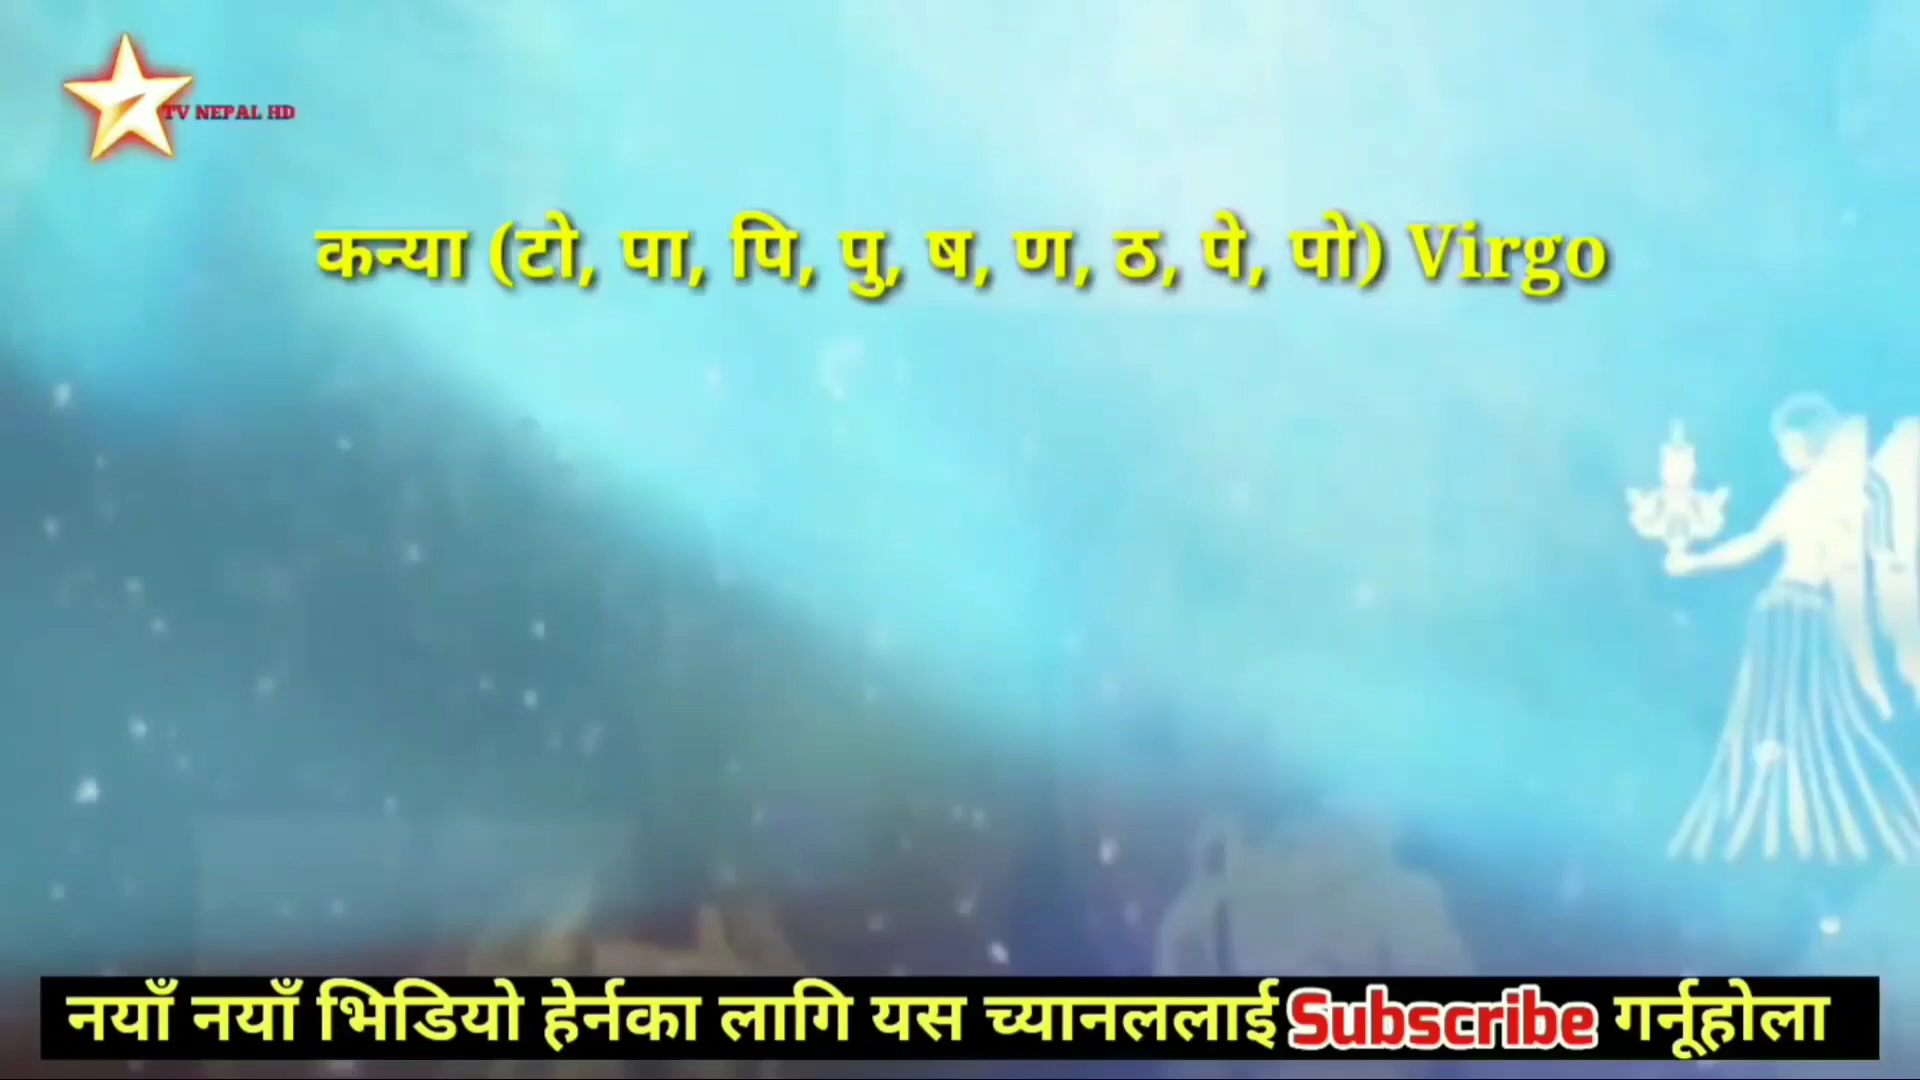 TV NEPAL HD
कन्या (टो, पा, पि, पु, ष, ण, ठ, पे, पो) Virgo
नयाँ नयाँ भिडियो हेर्नका लागि यस च्यानललाई Subscribe गर्नूहोला